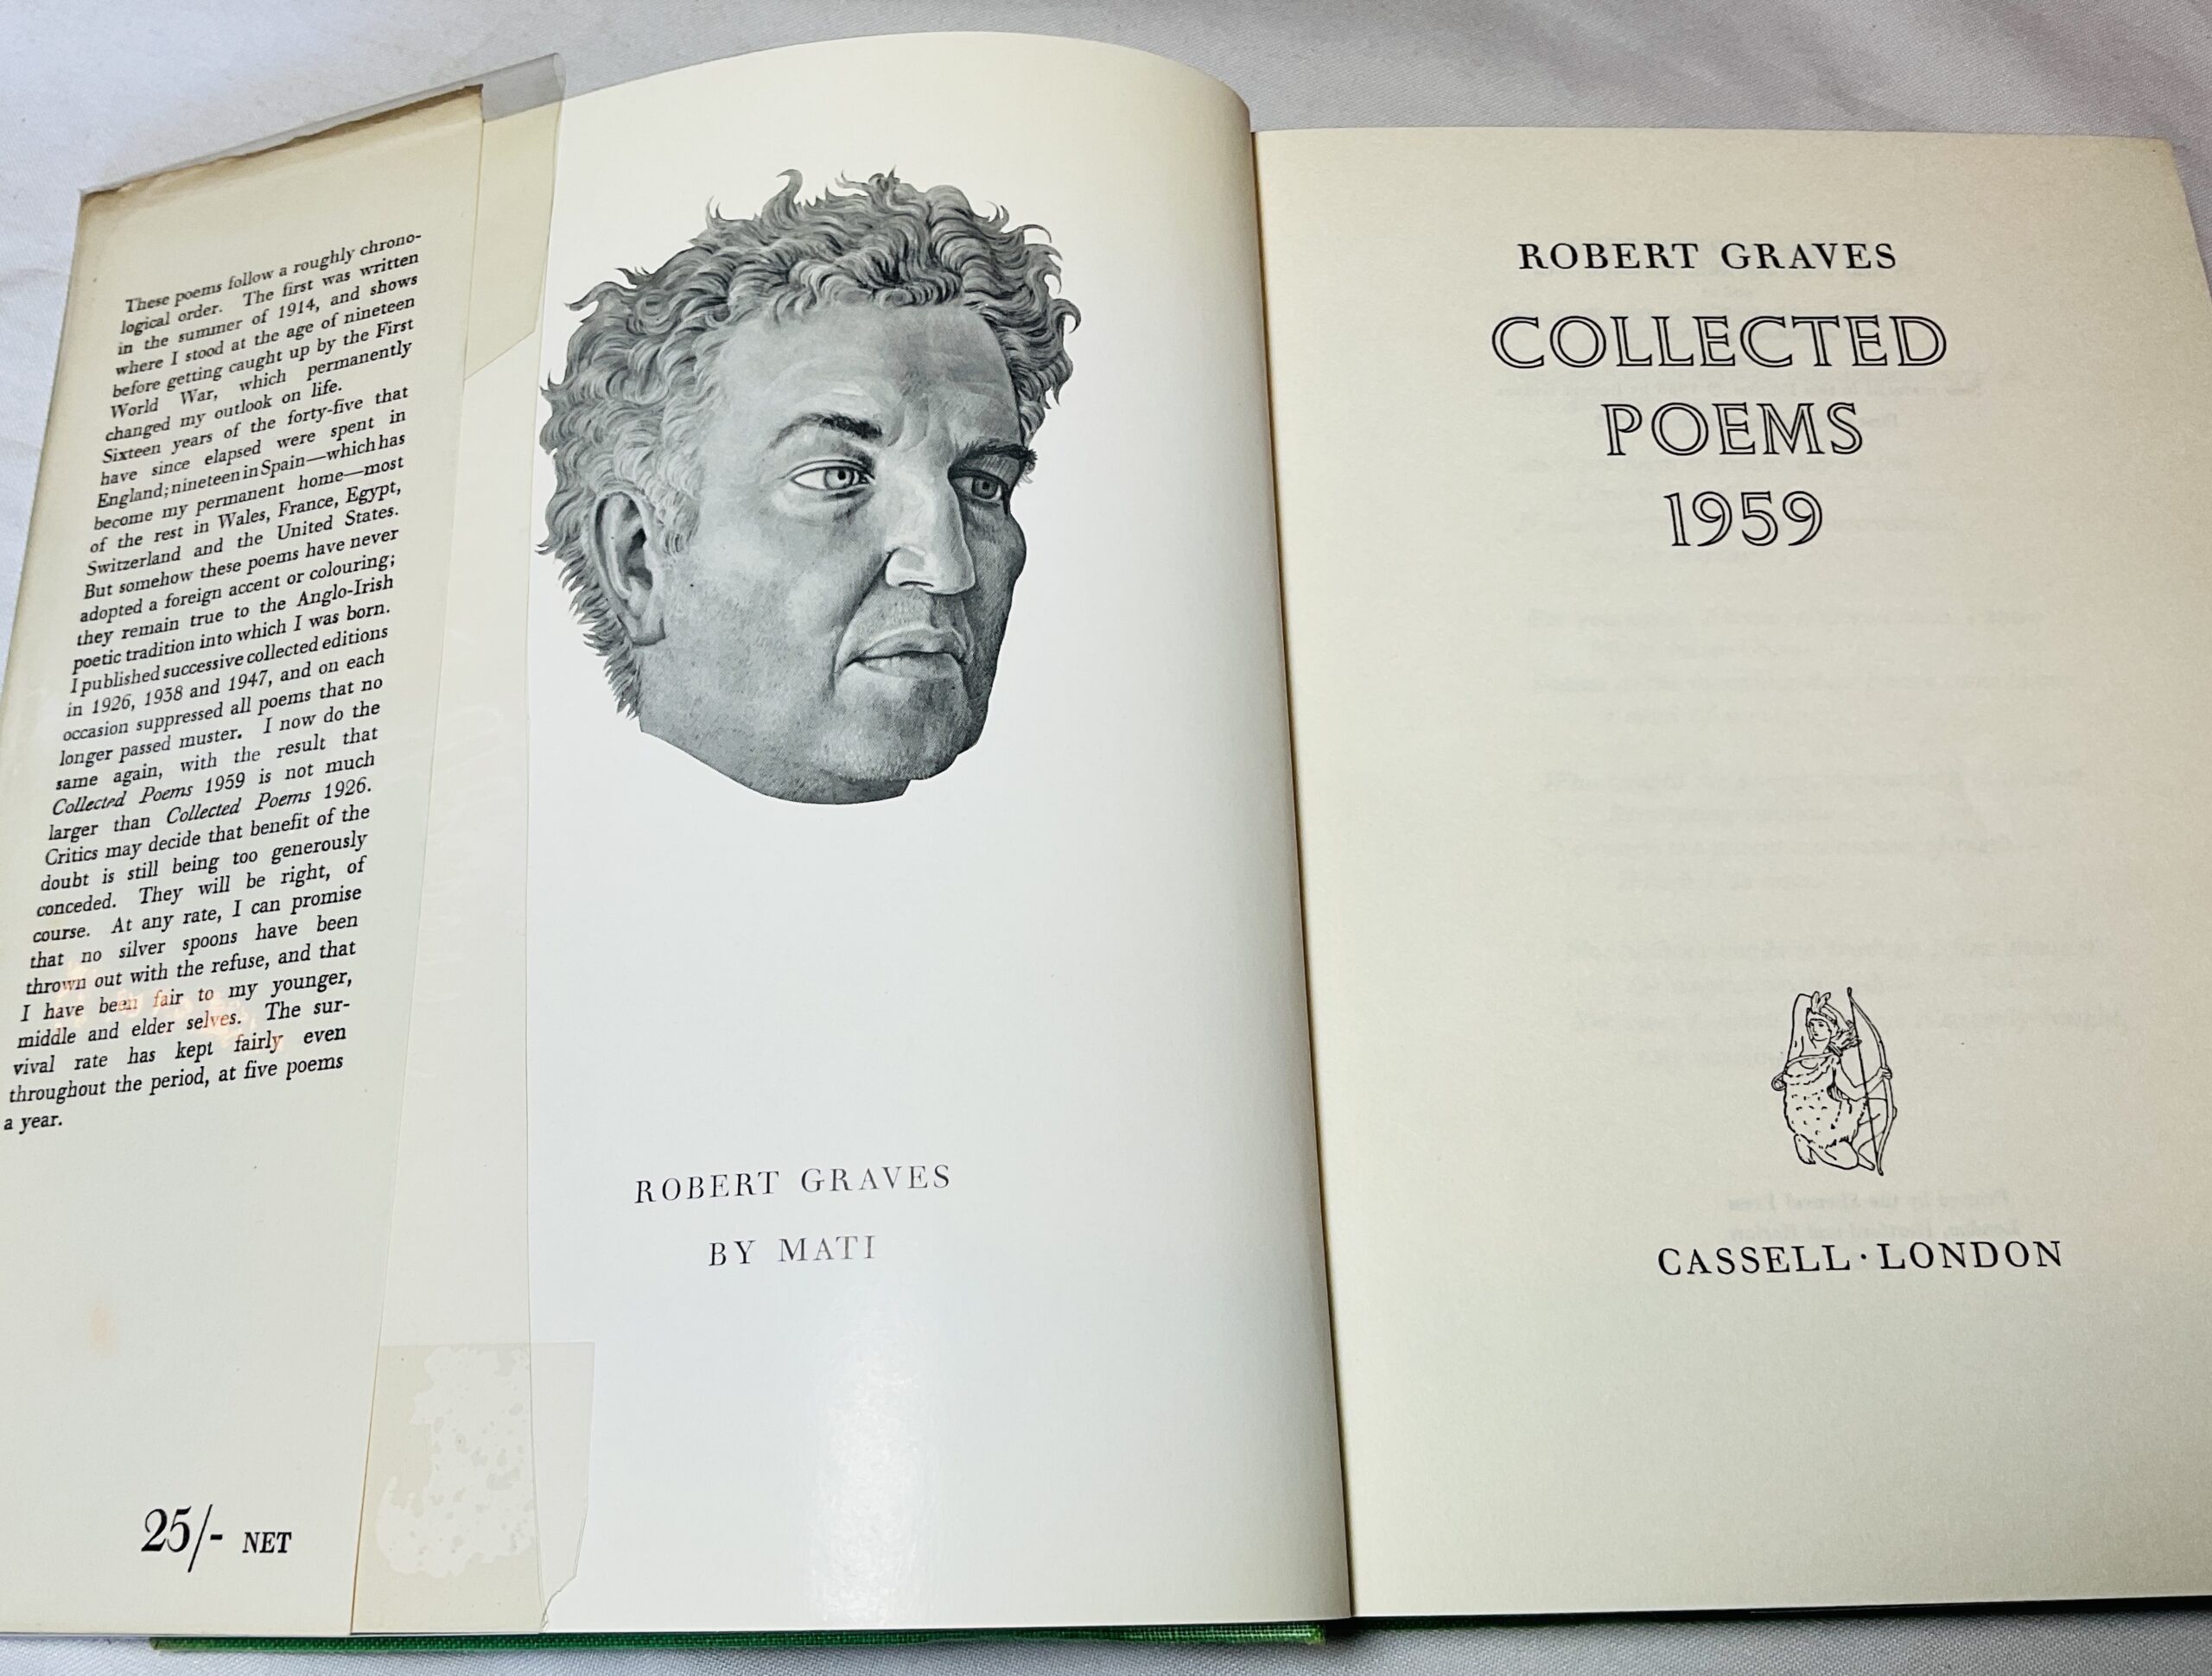 These poems follow a roughly chrono-
logical order. The first was written
in the summer of 1914, and shows
where I stood at the age of nineteen
before getting caught up by the First
World War, which permanently
changed my outlook on life.
Sixteen years of the forty-five that
have since elapsed were spent in
England; nineteen in Spain—which has
become my permanent home—most
of the rest in Wales, France, Egypt,
Switzerland and the United States.
But somehow these poems have never
adopted a foreign accent or colouring;
they remain true to the Anglo-Irish
poetic tradition into which I was born.
I published successive collected editions
in 1926, 1938 and 1947, and on each
occasion suppressed all poems that no
longer passed muster. I now do the
same again, with the result that
Collected Poems 1959 is not much
larger than Collected Poems 1926.
Critics may decide that benefit of the
doubt is still being too generously
conceded. They will be right, of
course. At any rate, I can promise
that no silver spoons have been
thrown out with the refuse, and that
I have been fair to my younger,
middle and elder selves. The sur-
vival rate has kept fairly even
throughout the period, at five poems
a year.
25/- NET
ROBERT GRAVES
BY MATI
ROBERT GRAVES
COLLECTED
POEMS
1959
CASSELL · LONDON